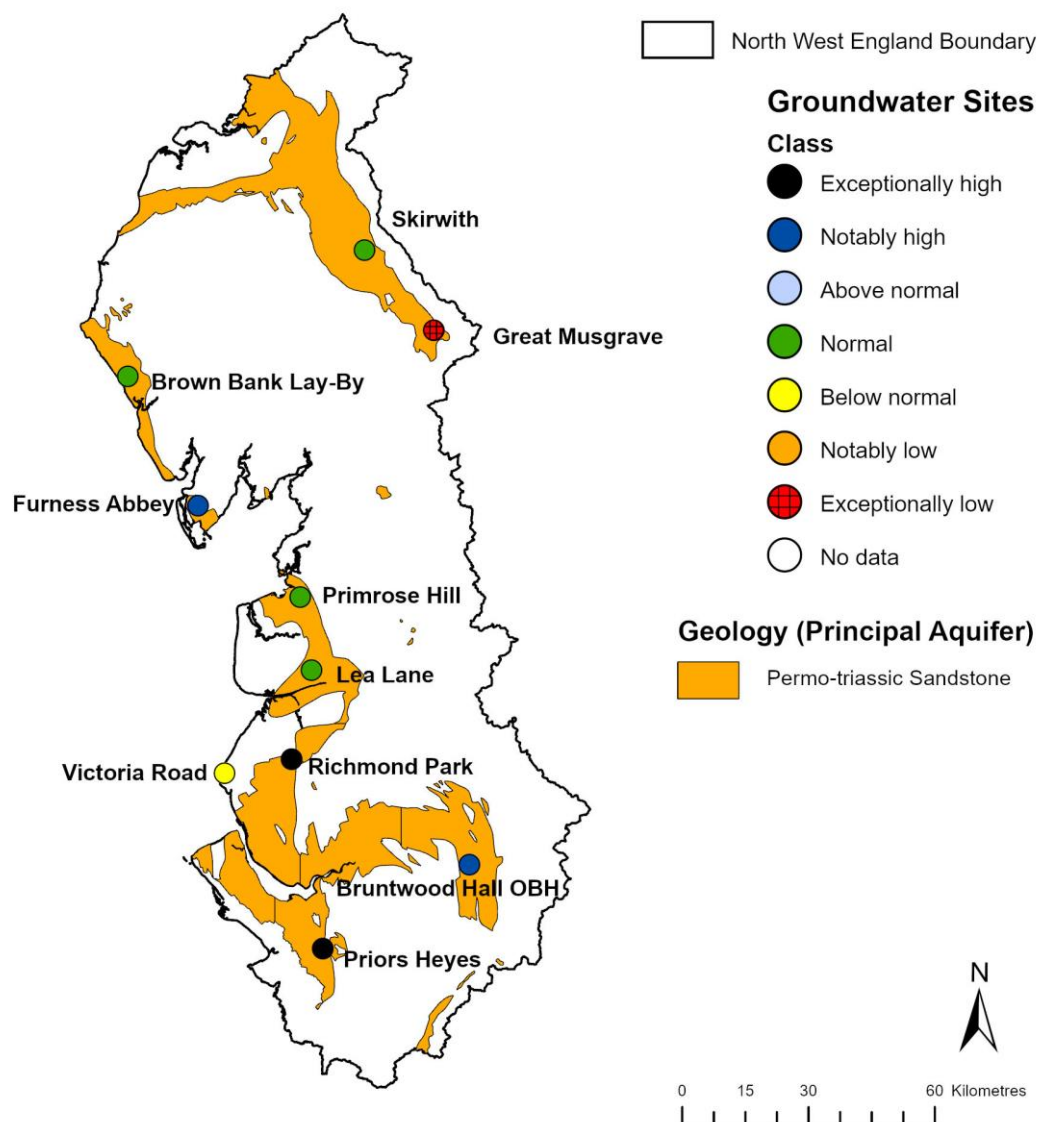 North West England Boundary
Groundwater Sites
Class
Exceptionally high
Notably high
Above normal
Normal
Below normal
Notably low
Exceptionally low
No data
Geology (Principal Aquifer)
Permo-triassic Sandstone
Skirwith
Great Musgrave
Brown Bank Lay-By
Furness Abbey
Primrose Hill
Lea Lane
Victoria Road
Richmond Park
Bruntwood Hall OBH
Priors Heyes
N
0 15 30 60 Kilometres